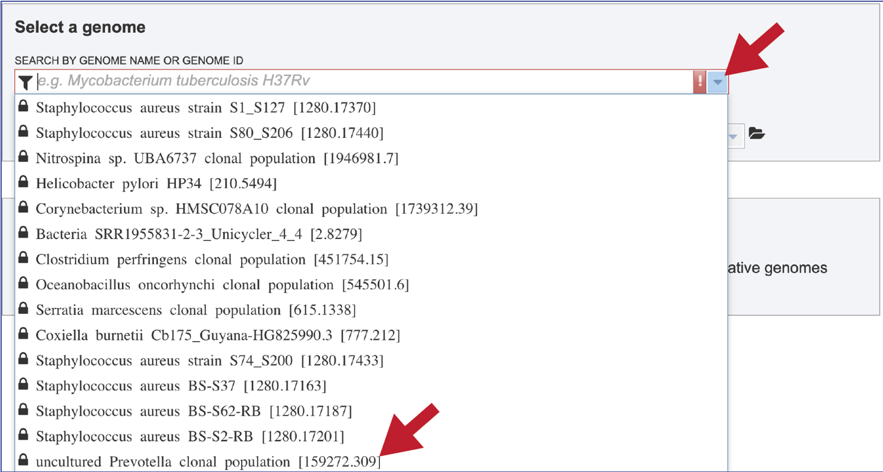 Select a genome
SEARCH BY GENOME NAME OR GENOME ID
e.g. Mycobacterium tuberculosis H37Rv
!
Staphylococcus aureus strain S1_S127 [1280.17370]
Staphylococcus aureus strain S80_S206 [1280.17440]
Nitrospina sp. UBA6737 clonal population [1946981.7]
Helicobacter pylori HP34 [210.5494]
Corynebacterium sp. HMSC078A10 clonal population [1739312.39]
Bacteria SRR1955831-2-3_Unicycler_4_4 [2.8279]
Clostridium perfringens clonal population [451754.15]
ative genomes
Oceanobacillus oncorhynchi clonal population [545501.6]
Serratia marcescens clonal population [615.1338]
Coxiella burnetii Cb175_Guyana-HG825990.3 [777.212]
Staphylococcus aureus strain S74_S200 [1280.17433]
Staphylococcus aureus BS-S37 [1280.17163]
Staphylococcus aureus BS-S62-RB [1280.17187]
Staphylococcus aureus BS-S2-RB [1280.17201]
uncultured Prevotella clonal population [159272.309]